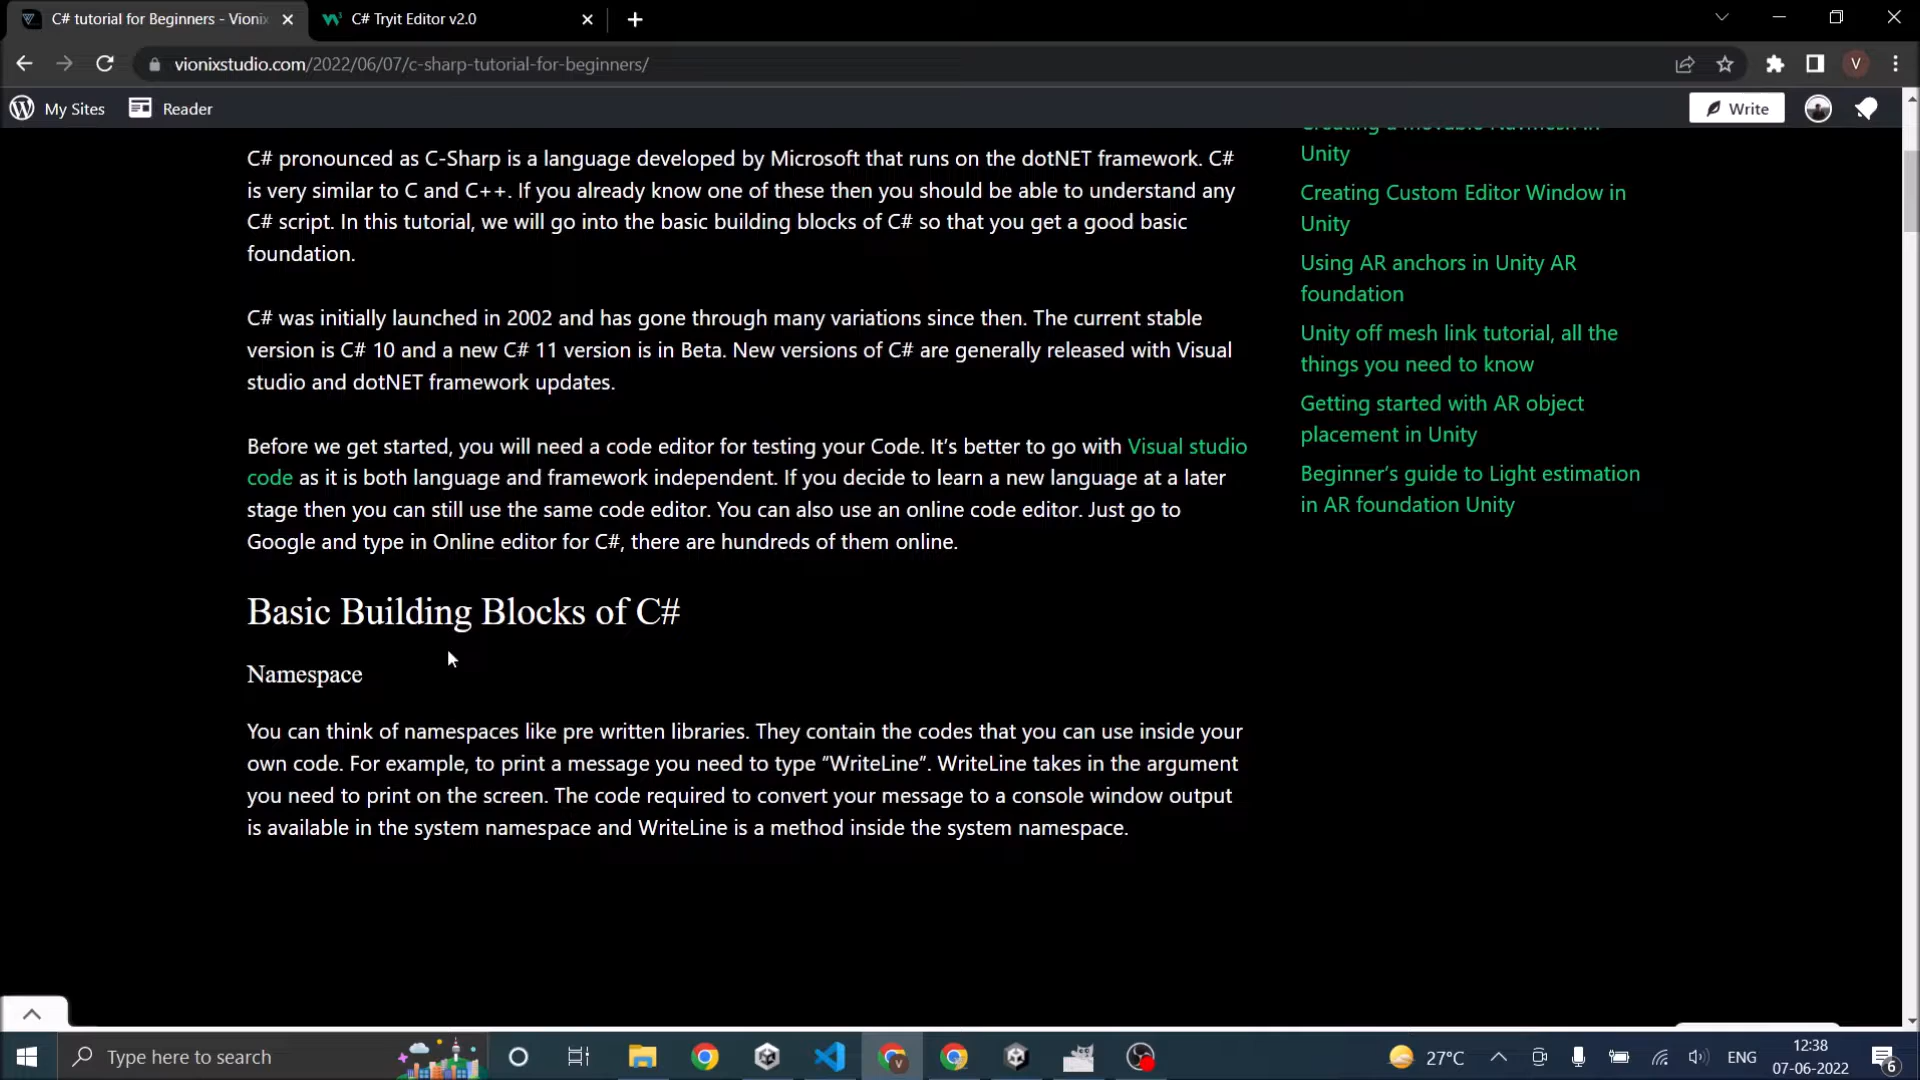 C# tutorial for Beginners - Vionix
C# Tryit Editor v2.0
vionixstudio.com/2022/06/07/c-sharp-tutorial-for-beginners/
V
My Sites
Reader
Write
C# pronounced as C-Sharp is a language developed by Microsoft that runs on the dotNET framework. C#
is very similar to C and C++. If you already know one of these then you should be able to understand any
C# script. In this tutorial, we will go into the basic building blocks of C# so that you get a good basic
foundation.
C# was initially launched in 2002 and has gone through many variations since then. The current stable
version is C# 10 and a new C# 11 version is in Beta. New versions of C# are generally released with Visual
studio and dotNET framework updates.
Before we get started, you will need a code editor for testing your Code. It’s better to go with Visual studio
code as it is both language and framework independent. If you decide to learn a new language at a later
stage then you can still use the same code editor. You can also use an online code editor. Just go to
Google and type in Online editor for C#, there are hundreds of them online.
Basic Building Blocks of C#
Namespace
You can think of namespaces like pre written libraries. They contain the codes that you can use inside your
own code. For example, to print a message you need to type “WriteLine”. WriteLine takes in the argument
you need to print on the screen. The code required to convert your message to a console window output
is available in the system namespace and WriteLine is a method inside the system namespace.
Creating a movable Navmesh in
Unity
Creating Custom Editor Window in
Unity
Using AR anchors in Unity AR
foundation
Unity off mesh link tutorial, all the
things you need to know
Getting started with AR object
placement in Unity
Beginner’s guide to Light estimation
in AR foundation Unity
Type here to search
27°C
ENG
12:38
07-06-2022
6